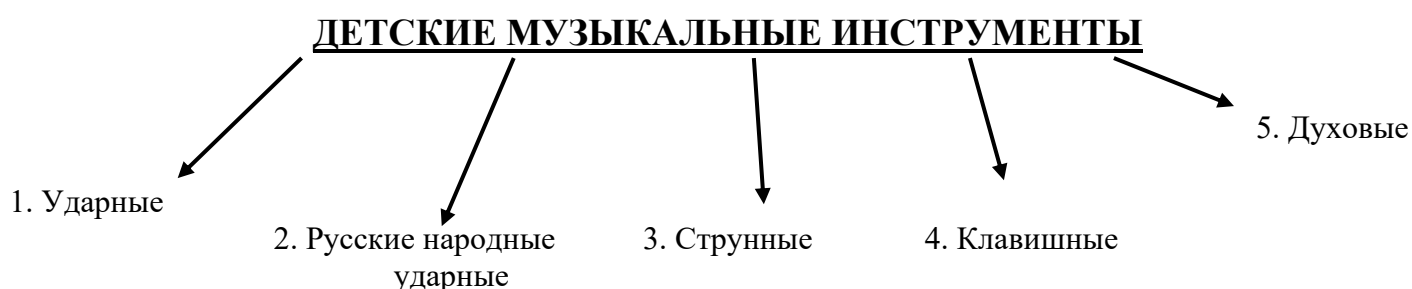 ДЕТСКИЕ МУЗЫКАЛЬНЫЕ ИНСТРУМЕНТЫ
1. Ударные
2. Русские народные
ударные
3. Струнные
4. Клавишные
5. Духовые